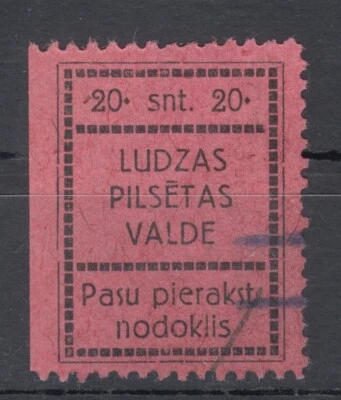 20 snt. 20
LUDZAS
PILSĒTAS
VALDE
Pasu pierakst.
nodoklis